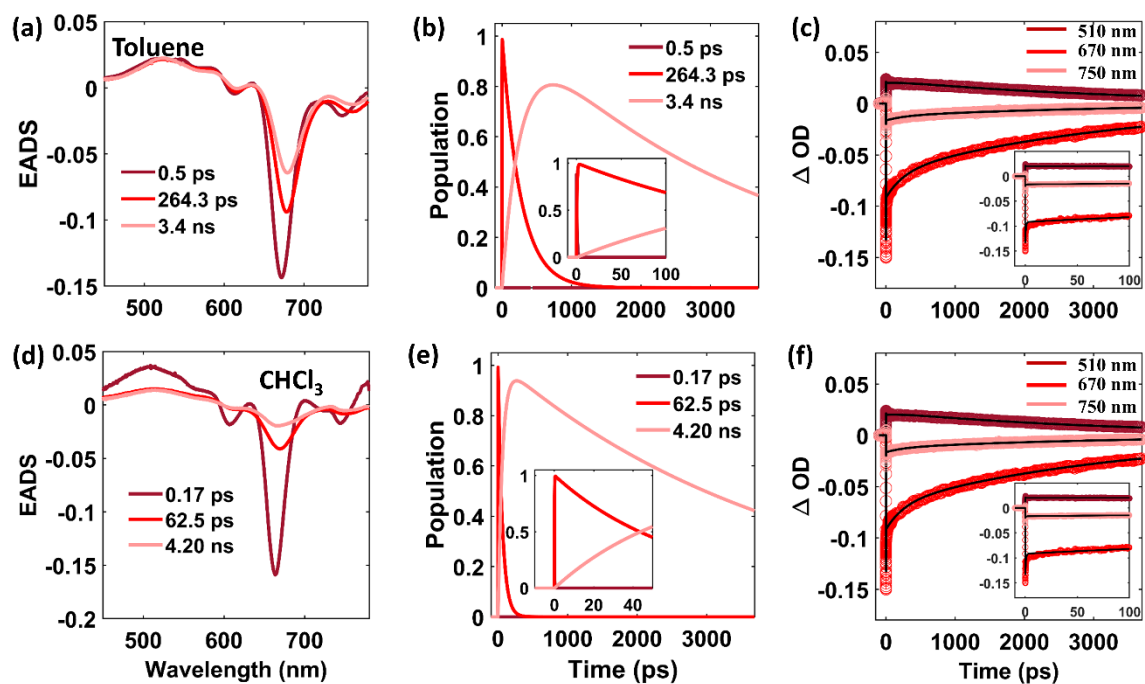 (a)
Toluene
EADS
0.05
0
-0.05
-0.1
-0.15
500
600
700
0.5 ps
264.3 ps
3.4 ns
(b)
Population
1
0.8
0.6
0.4
0.2
0
0
1000
2000
3000
0.5 ps
264.3 ps
3.4 ns
1
0.5
0
0
50
100
(c)
Δ OD
0.05
0
-0.05
-0.10
-0.15
0
1000
2000
3000
510 nm
670 nm
750 nm
0.05
0
-0.05
-0.1
-0.15
0
50
100
(d)
CHCl3
EADS
0.05
0
-0.05
-0.1
-0.15
-0.2
500
600
700
Wavelength (nm)
0.17 ps
62.5 ps
4.20 ns
(e)
Population
1
0.8
0.6
0.4
0.2
0
0
1000
2000
3000
Time (ps)
0.17 ps
62.5 ps
4.20 ns
1
0.5
0
0
20
40
(f)
Δ OD
0.05
0
-0.05
-0.10
-0.15
0
1000
2000
3000
Time (ps)
510 nm
670 nm
750 nm
0.05
0
-0.05
-0.1
-0.15
0
50
100